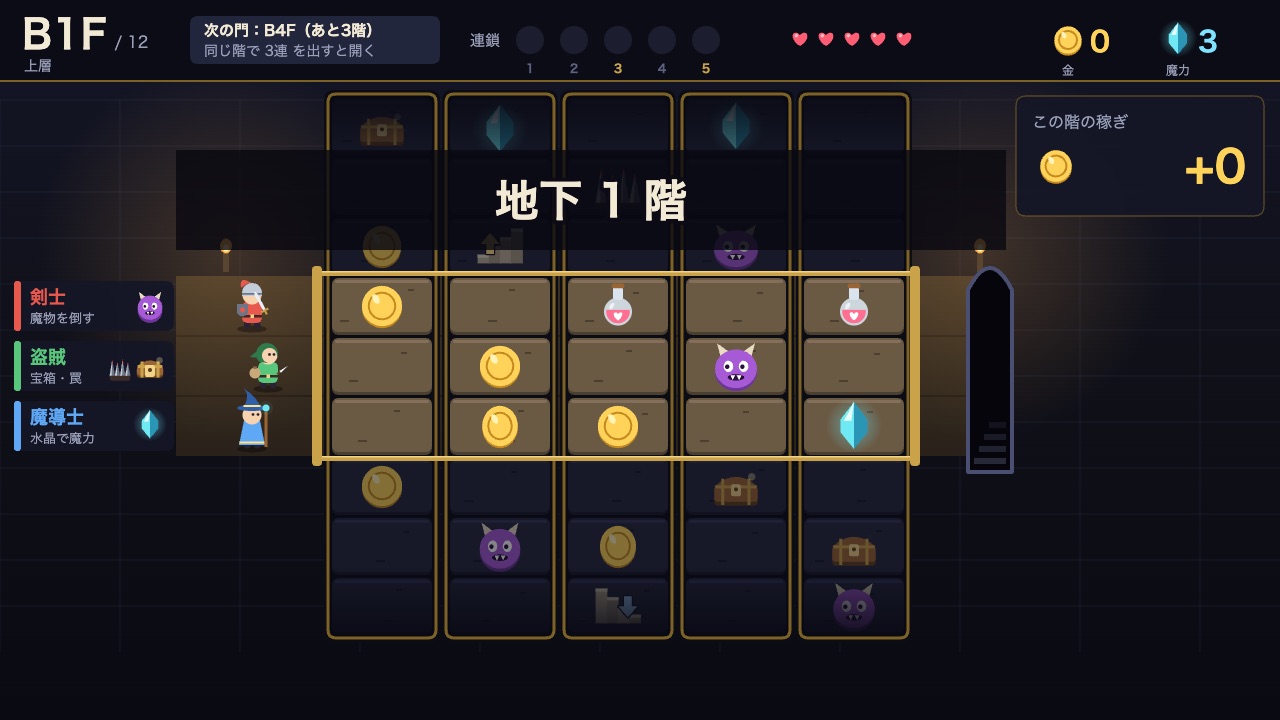 B1F / 12
上層
次の門：B4F（あと3階）
同じ階で 3連 を出すと開く
連鎖
1 2 3 4 5
0
金
3
魔力
この階の稼ぎ
+0
地下 1 階
剣士
魔物を倒す
盗賊
宝箱・罠
魔導士
水晶で魔力